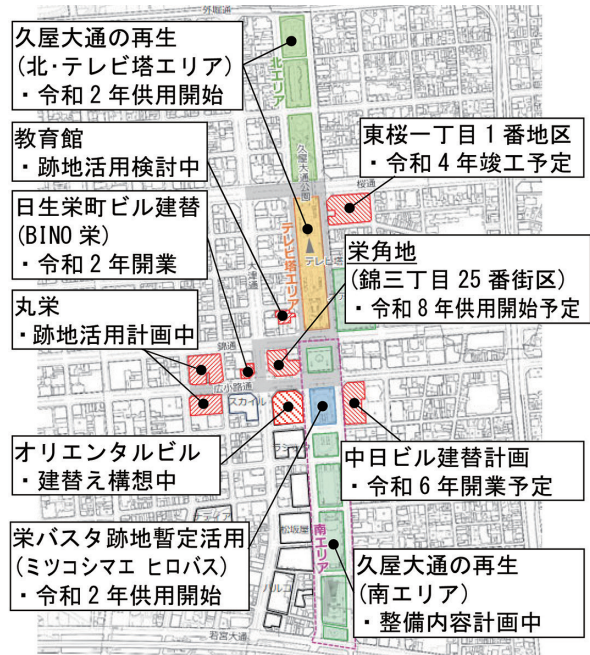 外堀通
久屋大通の再生
(北・テレビ塔エリア)
・令和2年供用開始
北エリア
教育館
・跡地活用検討中
久屋大通公園
桜通
東桜一丁目1番地区
・令和4年竣工予定
日生栄町ビル建替
(BINO 栄)
・令和2年開業
大津通
テレビ塔エリア
テレビ塔
栄角地
(錦三丁目25番街区)
・令和8年供用開始予定
丸栄
・跡地活用計画中
錦通
広小路通
スカイル
オリエンタルビル
・建替え構想中
中日ビル建替計画
・令和6年開業予定
栄バスタ跡地暫定活用
(ミツコシマエ ヒロバス)
・令和2年供用開始
松坂屋
パルコ
南エリア
久屋大通の再生
(南エリア)
・整備内容計画中
若宮大通